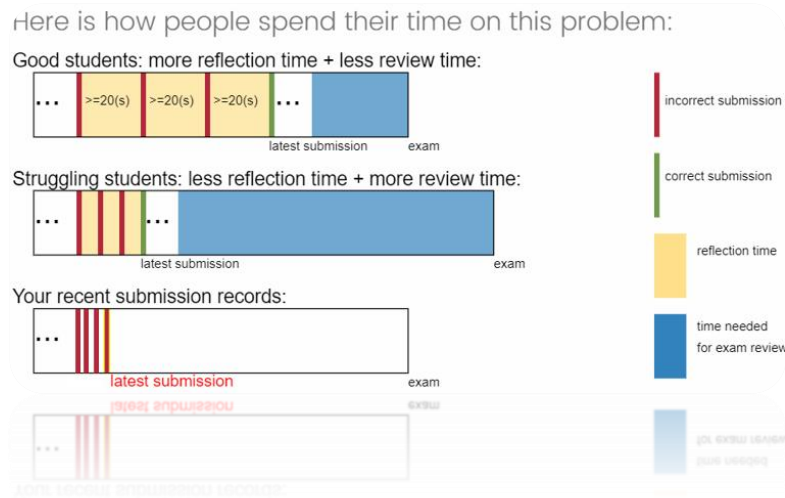 Here is how people spend their time on this problem:
Good students: more reflection time + less review time:
... >=20(s) >=20(s) >=20(s) ...
latest submission exam
Struggling students: less reflection time + more review time:
... ...
latest submission exam
Your recent submission records:
...
latest submission exam
incorrect submission
correct submission
reflection time
time needed
for exam review